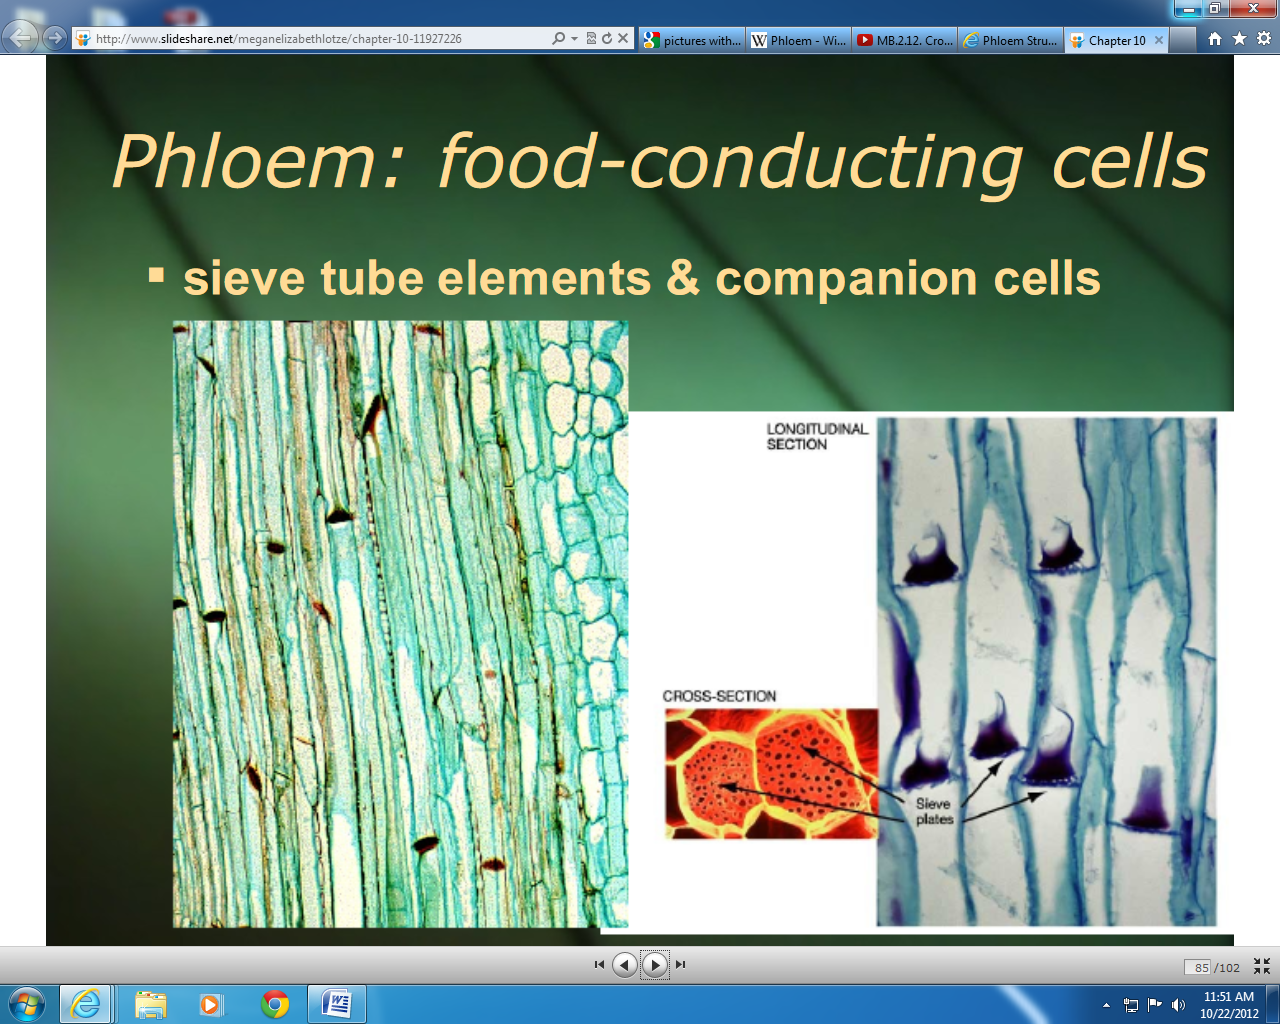 http://www.slideshare.net/meganelizabethlotze/chapter-10-11927226
pictures with...
Phloem - Wi...
MB.2.12. Cro...
Phloem Stru...
Chapter 10
Phloem: food-conducting cells
sieve tube elements & companion cells
LONGITUDINAL
SECTION
CROSS-SECTION
Sieve
plates
85 /102
11:51 AM
10/22/2012